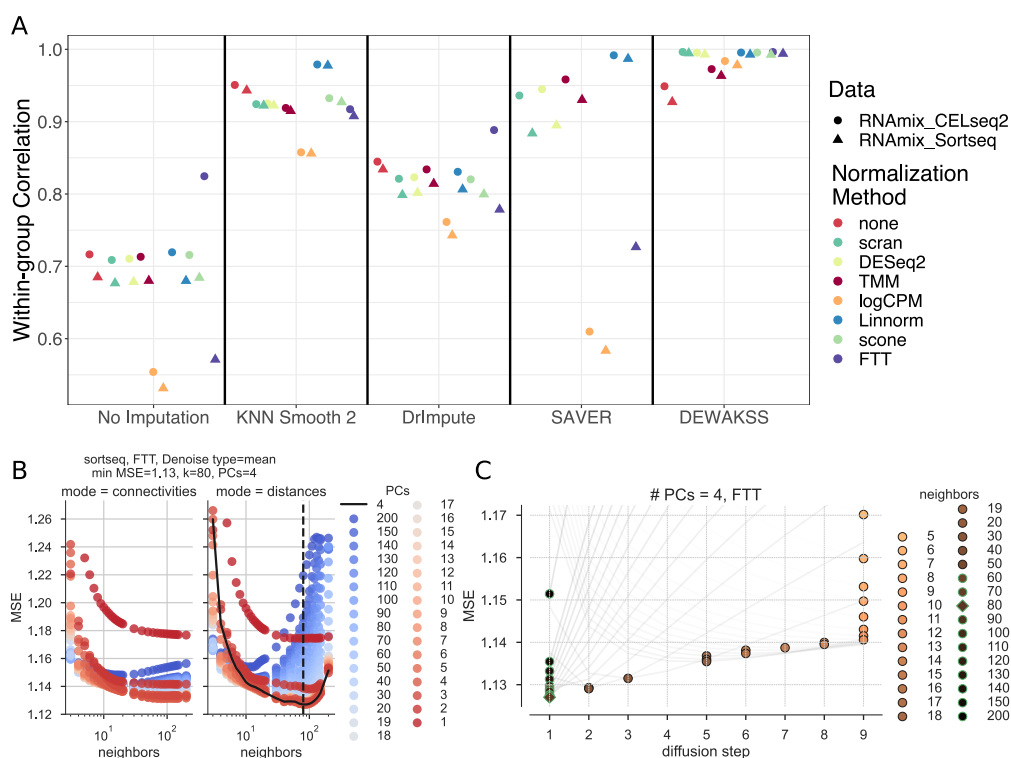 A
Within-group Correlation
1.0
0.9
0.8
0.7
0.6
No Imputation
KNN Smooth 2
DrImpute
SAVER
DEWAKSS
Data
RNAmix_CELseq2
RNAmix_Sortseq
Normalization
Method
none
scran
DESeq2
TMM
logCPM
Linnorm
scone
FTT
B
sortseq, FTT, Denoise type=mean
min MSE=1.13, k=80, PCs=4
mode = connectivities
mode = distances
MSE
1.26
1.24
1.22
1.20
1.18
1.16
1.14
1.12
10¹
10²
neighbors
10¹
10²
neighbors
PCs
4
200
150
140
130
120
110
100
90
80
70
60
50
40
30
20
19
18
17
16
15
14
13
12
11
10
9
8
7
6
5
4
3
2
1
C
# PCs = 4, FTT
MSE
1.17
1.16
1.15
1.14
1.13
1
2
3
4
5
6
7
8
9
diffusion step
neighbors
5
6
7
8
9
10
11
12
13
14
15
16
17
18
19
20
30
40
50
60
70
80
90
100
110
120
130
140
150
200